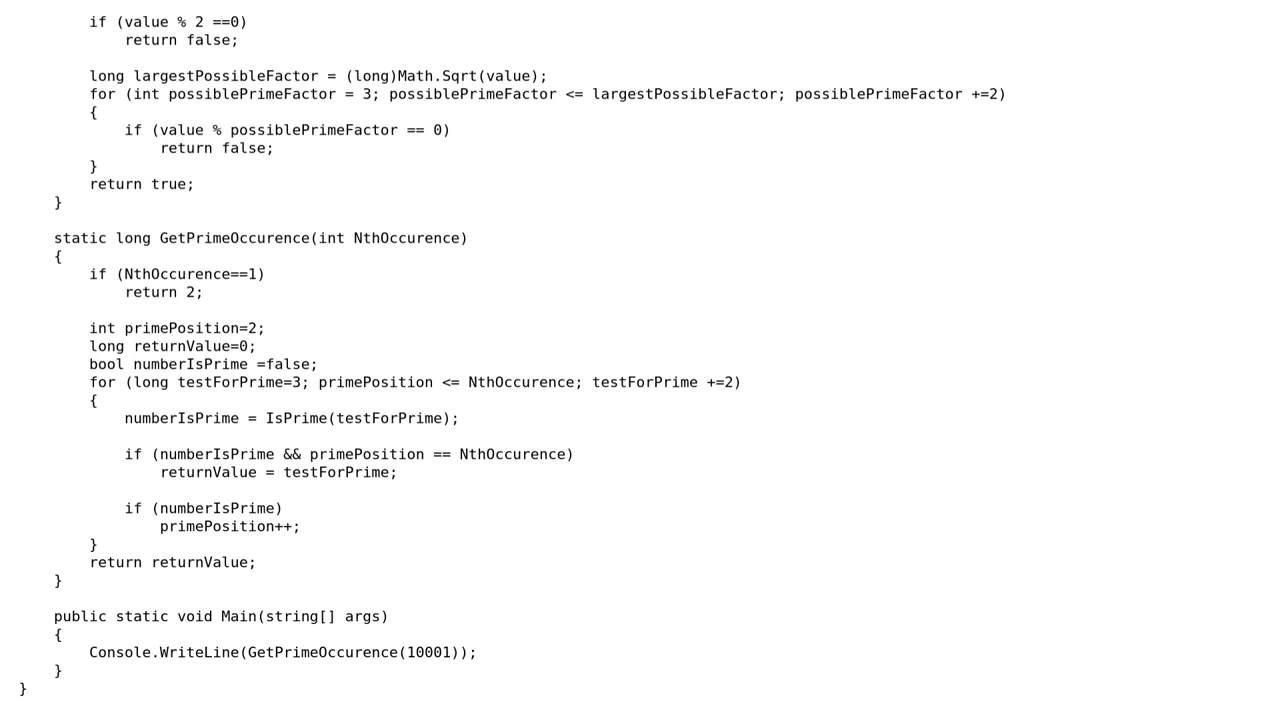 if (value % 2 ==0)
            return false;

        long largestPossibleFactor = (long)Math.Sqrt(value);
        for (int possiblePrimeFactor = 3; possiblePrimeFactor <= largestPossibleFactor; possiblePrimeFactor +=2)
        {
            if (value % possiblePrimeFactor == 0)
                return false;
        }
        return true;
    }

    static long GetPrimeOccurence(int NthOccurence)
    {
        if (NthOccurence==1)
            return 2;

        int primePosition=2;
        long returnValue=0;
        bool numberIsPrime =false;
        for (long testForPrime=3; primePosition <= NthOccurence; testForPrime +=2)
        {
            numberIsPrime = IsPrime(testForPrime);

            if (numberIsPrime && primePosition == NthOccurence)
                returnValue = testForPrime;

            if (numberIsPrime)
                primePosition++;
        }
        return returnValue;
    }

    public static void Main(string[] args)
    {
        Console.WriteLine(GetPrimeOccurence(10001));
    }
}